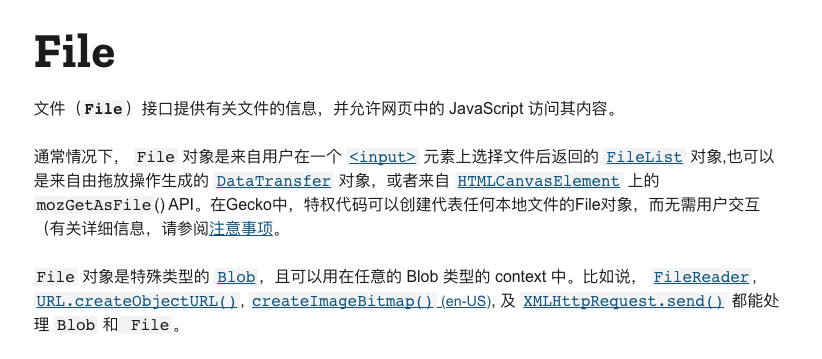 File
文件（File）接口提供有关文件的信息，并允许网页中的 JavaScript 访问其内容。
通常情况下， File 对象是来自用户在一个 <input> 元素上选择文件后返回的 FileList 对象,也可以
是来自由拖放操作生成的 DataTransfer 对象，或者来自 HTMLCanvasElement 上的
mozGetAsFile() API。在Gecko中，特权代码可以创建代表任何本地文件的File对象，而无需用户交互
（有关详细信息，请参阅注意事项。
File 对象是特殊类型的 Blob，且可以用在任意的 Blob 类型的 context 中。比如说， FileReader,
URL.createObjectURL(), createImageBitmap() (en-US), 及 XMLHttpRequest.send() 都能处
理 Blob 和 File。